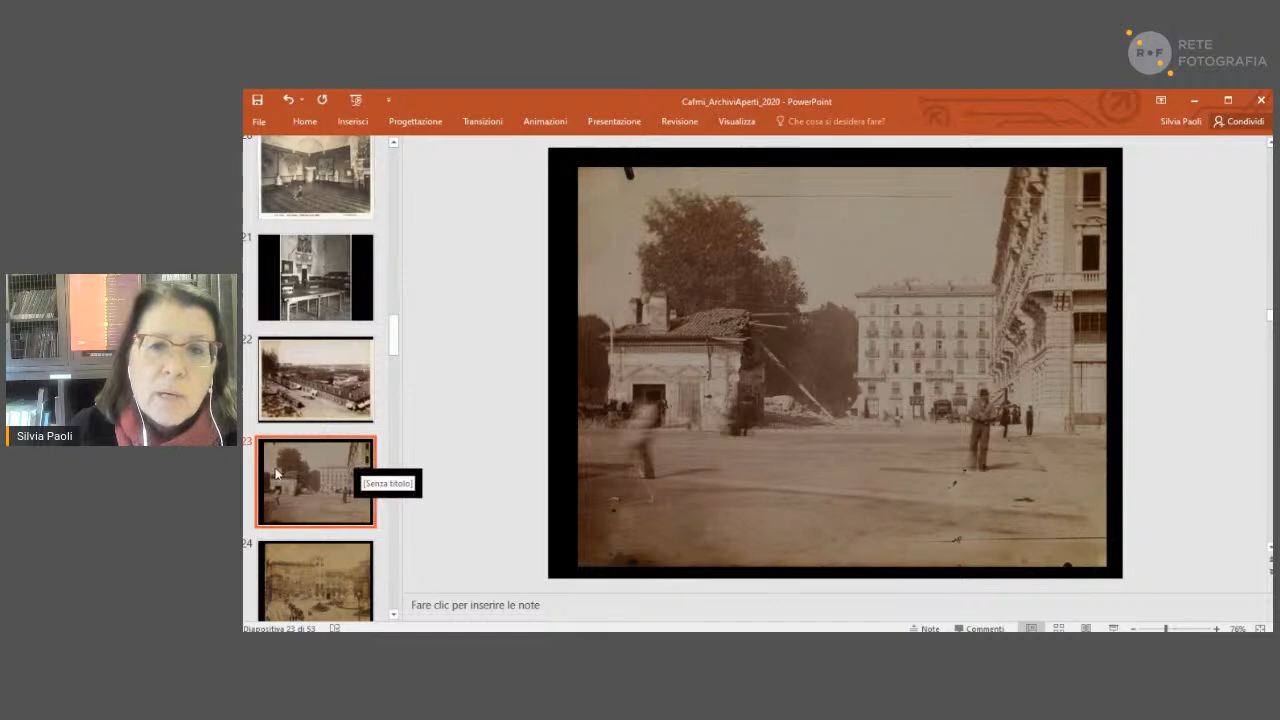 RETE
FOTOGRAFIA
R F
Cafmi_ArchiviAperti_2020 - PowerPoint
File Home Inserisci Progettazione Transizioni Animazioni Presentazione Revisione Visualizza Che cosa si desidera fare? Silvia Paoli Condividi
21
22
23
[Senza titolo]
24
Silvia Paoli
Fare clic per inserire le note
Diapositiva 23 di 53 Note Commenti 76%